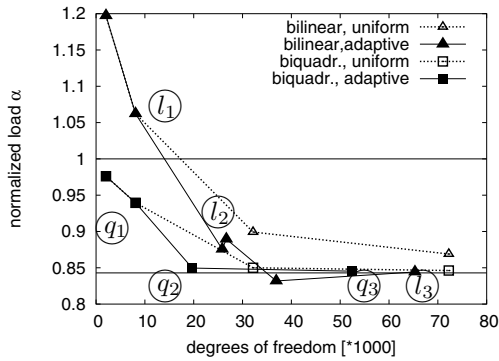 1.2
1.15
1.1
1.05
1
0.95
0.9
0.85
0.8
normalized load α
bilinear, uniform
bilinear,adaptive
biquadr., uniform
biquadr., adaptive
l1
l2
q1
q2
q3
l3
0 10 20 30 40 50 60 70 80
degrees of freedom [*1000]